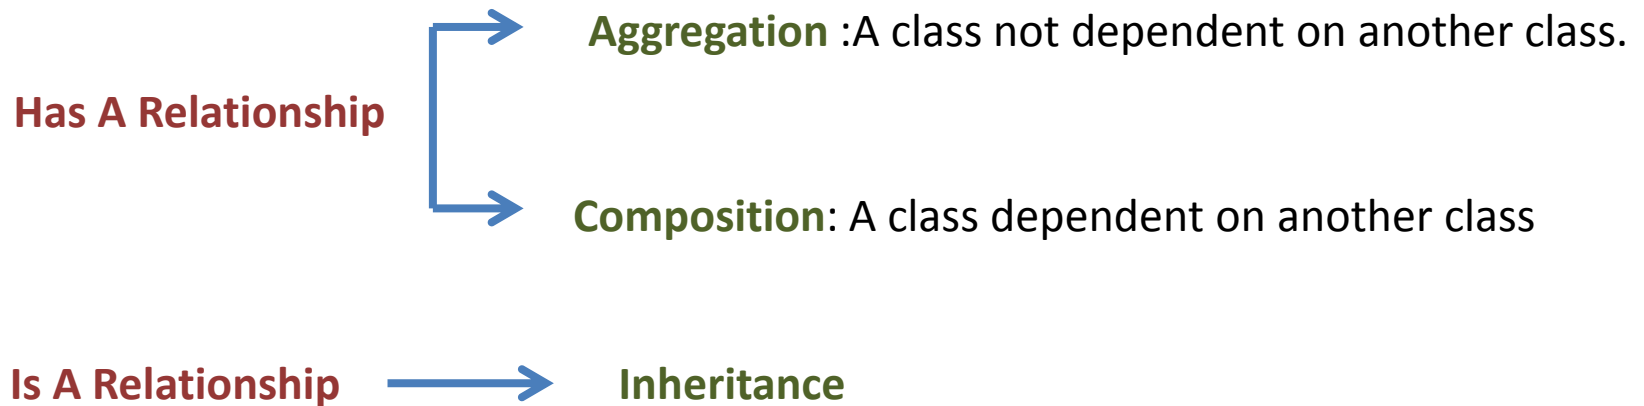 Aggregation :A class not dependent on another class.
Has A Relationship
Composition: A class dependent on another class
Is A Relationship Inheritance